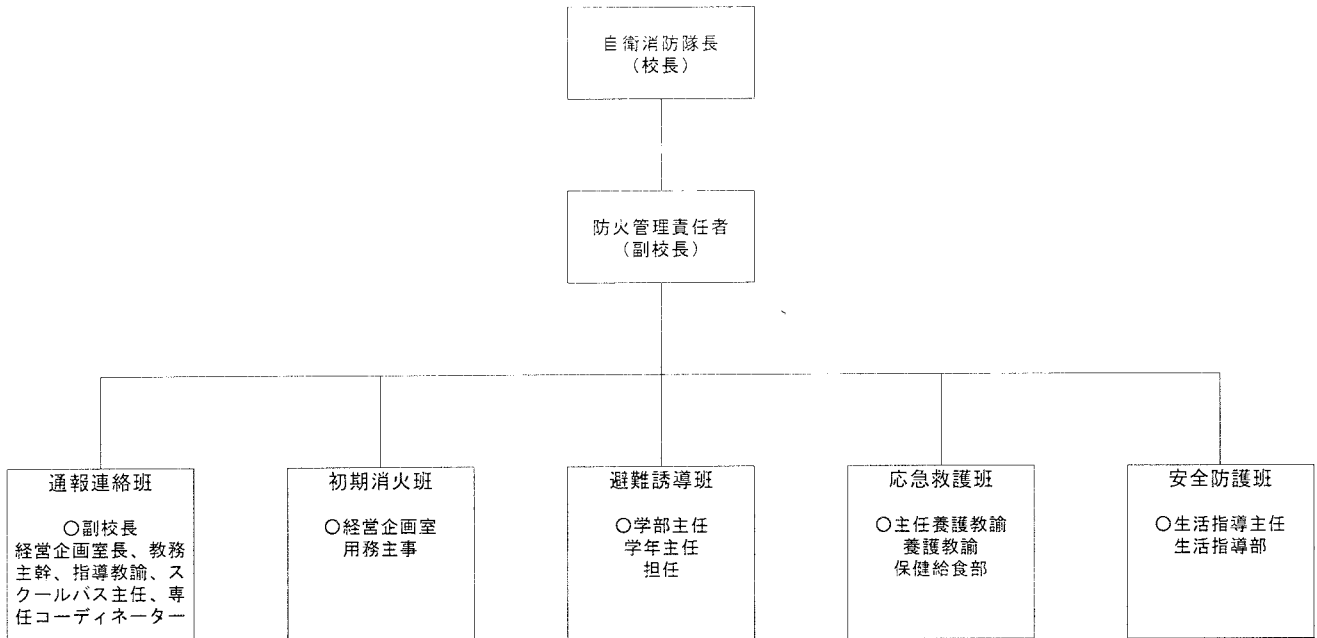 自衛消防隊長
(校長)
防火管理責任者
(副校長)
通報連絡班
○副校長
経営企画室長、教務
主幹、指導教諭、ス
クールバス主任、専
任コーディネーター
初期消火班
○経営企画室
用務主事
避難誘導班
○学部主任
学年主任
担任
応急救護班
○主任養護教諭
養護教諭
保健給食部
安全防護班
○生活指導主任
生活指導部